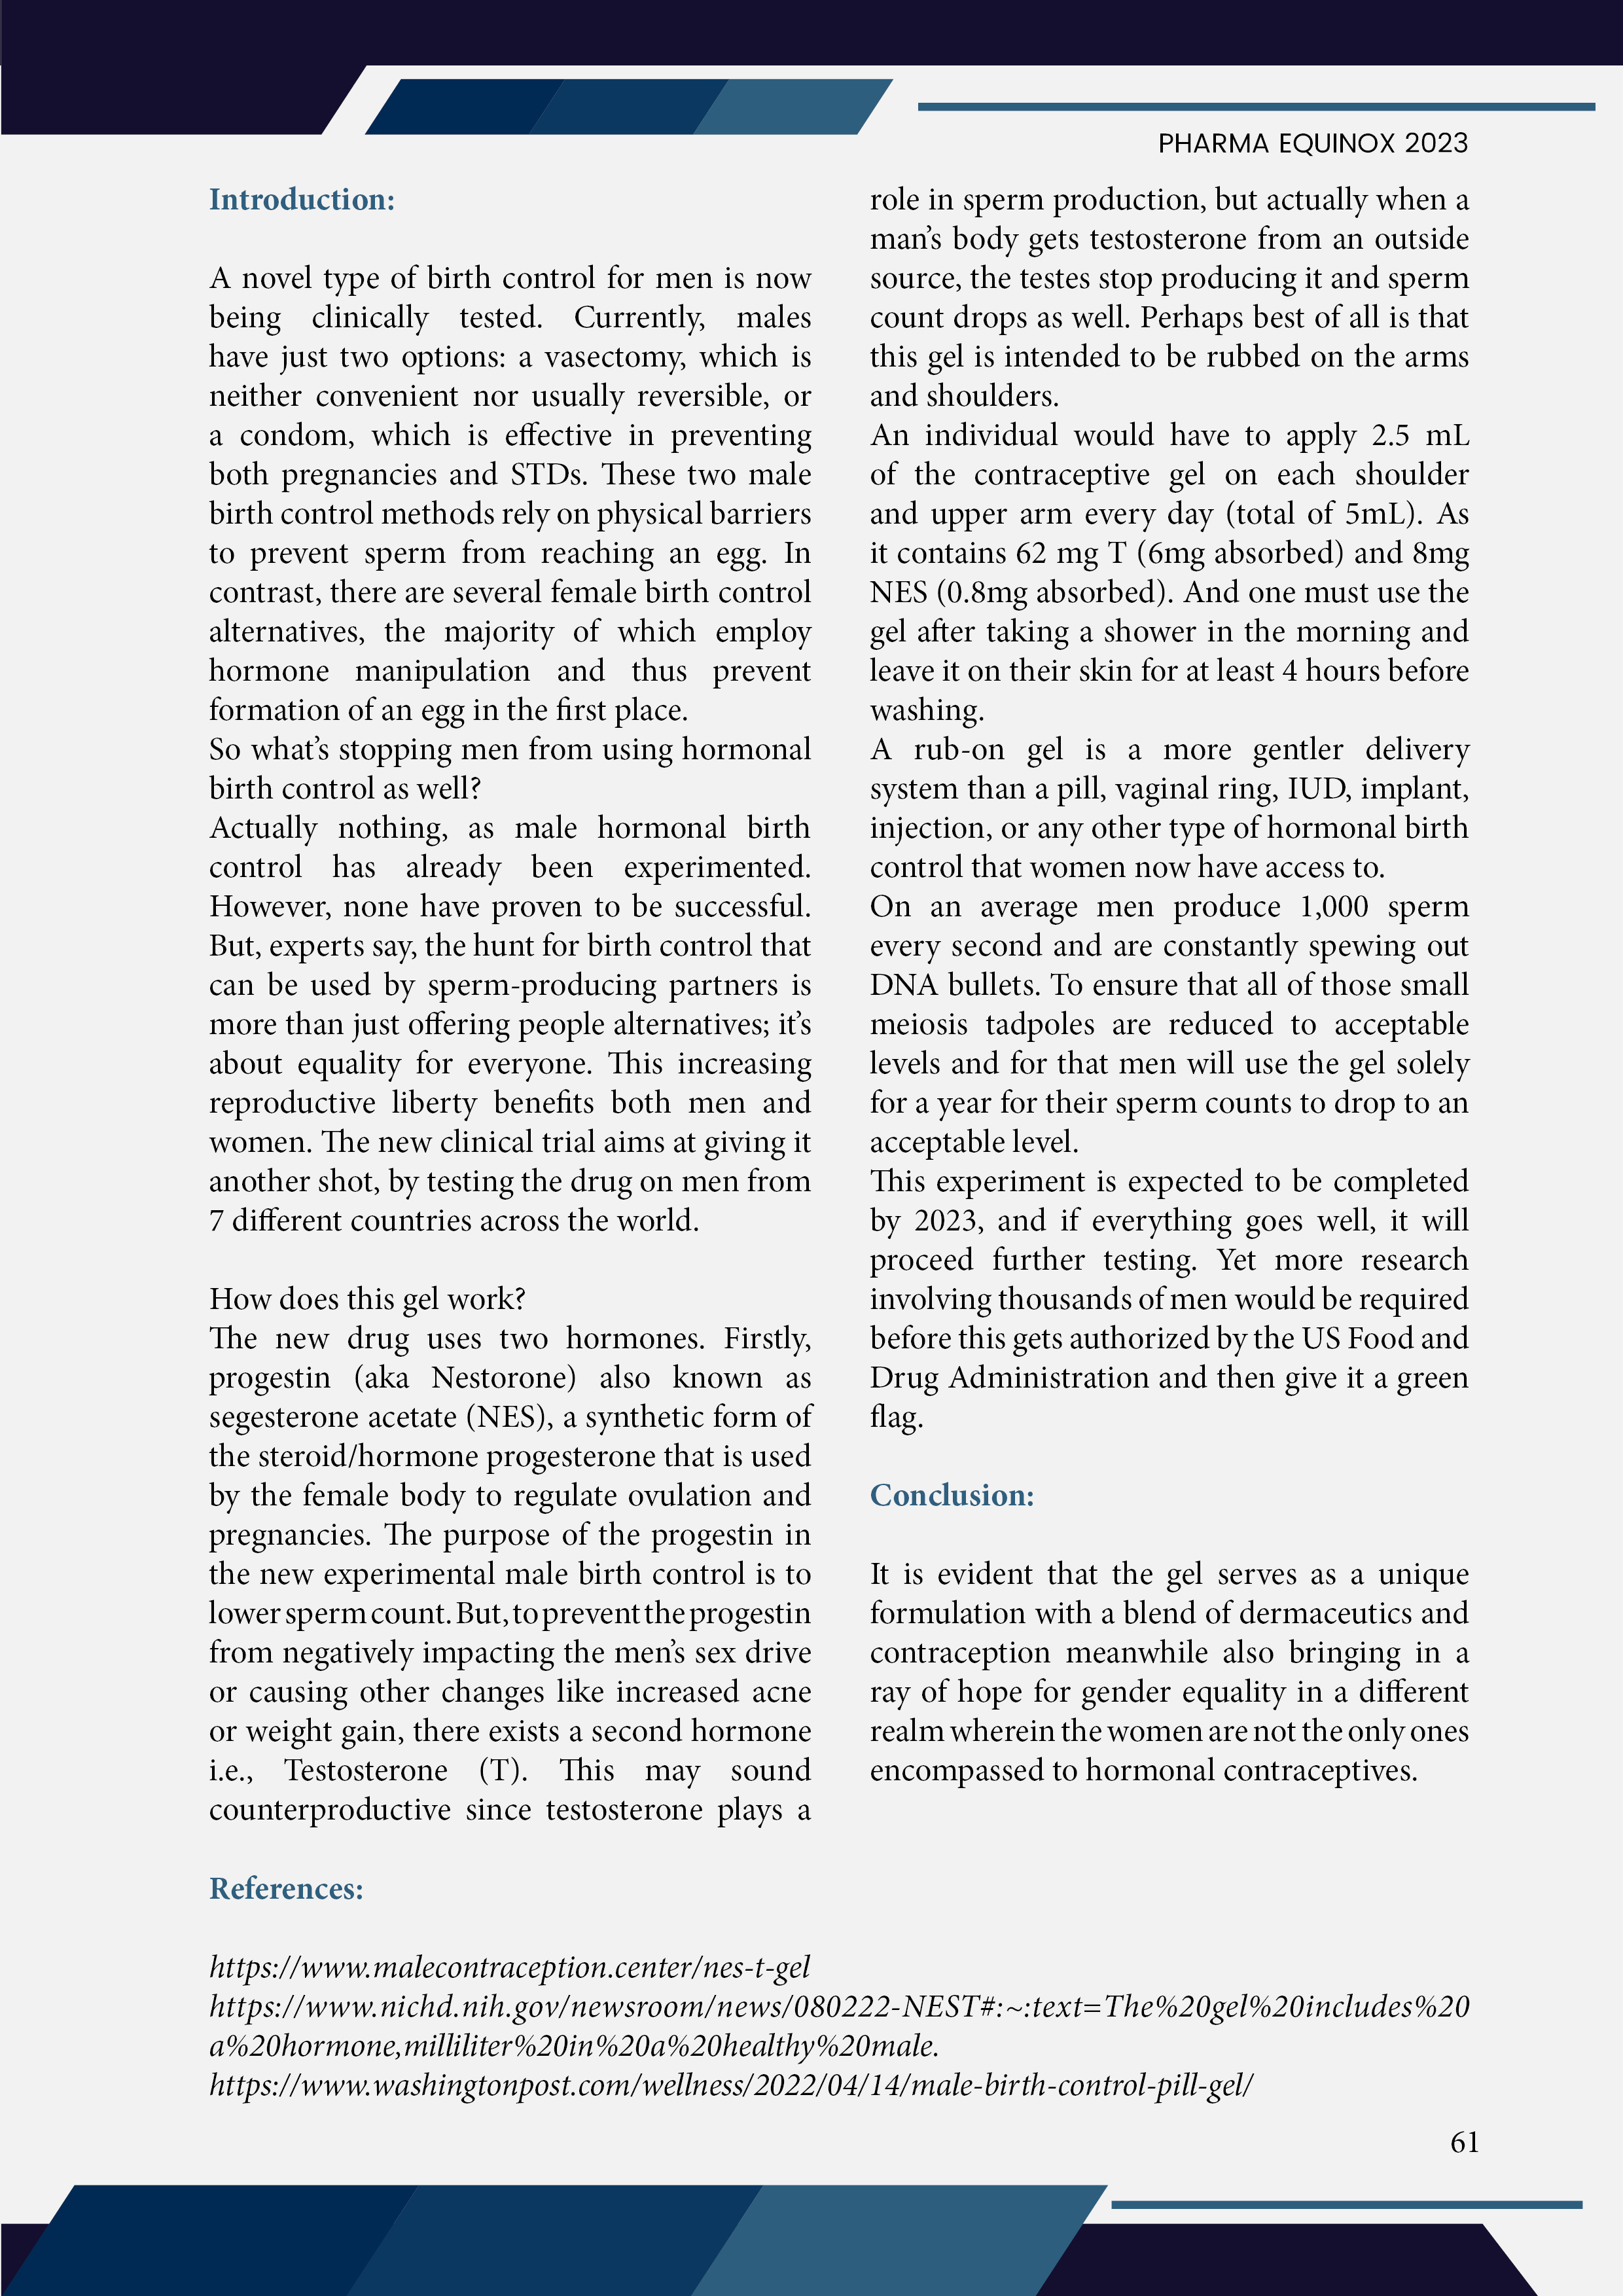 PHARMA EQUINOX 2023
Introduction:
A novel type of birth control for men is now
being clinically tested. Currently, males
have just two options: a vasectomy, which is
neither convenient nor usually reversible, or
a condom, which is effective in preventing
both pregnancies and STDs. These two male
birth control methods rely on physical barriers
to prevent sperm from reaching an egg. In
contrast, there are several female birth control
alternatives, the majority of which employ
hormone manipulation and thus prevent
formation of an egg in the first place.
So what’s stopping men from using hormonal
birth control as well?
Actually nothing, as male hormonal birth
control has already been experimented.
However, none have proven to be successful.
But, experts say, the hunt for birth control that
can be used by sperm-producing partners is
more than just offering people alternatives; it’s
about equality for everyone. This increasing
reproductive liberty benefits both men and
women. The new clinical trial aims at giving it
another shot, by testing the drug on men from
7 different countries across the world.
How does this gel work?
The new drug uses two hormones. Firstly,
progestin (aka Nestorone) also known as
segesterone acetate (NES), a synthetic form of
the steroid/hormone progesterone that is used
by the female body to regulate ovulation and
pregnancies. The purpose of the progestin in
the new experimental male birth control is to
lower sperm count. But, to prevent the progestin
from negatively impacting the men’s sex drive
or causing other changes like increased acne
or weight gain, there exists a second hormone
i.e., Testosterone (T). This may sound
counterproductive since testosterone plays a
role in sperm production, but actually when a
man’s body gets testosterone from an outside
source, the testes stop producing it and sperm
count drops as well. Perhaps best of all is that
this gel is intended to be rubbed on the arms
and shoulders.
An individual would have to apply 2.5 mL
of the contraceptive gel on each shoulder
and upper arm every day (total of 5mL). As
it contains 62 mg T (6mg absorbed) and 8mg
NES (0.8mg absorbed). And one must use the
gel after taking a shower in the morning and
leave it on their skin for at least 4 hours before
washing.
A rub-on gel is a more gentler delivery
system than a pill, vaginal ring, IUD, implant,
injection, or any other type of hormonal birth
control that women now have access to.
On an average men produce 1,000 sperm
every second and are constantly spewing out
DNA bullets. To ensure that all of those small
meiosis tadpoles are reduced to acceptable
levels and for that men will use the gel solely
for a year for their sperm counts to drop to an
acceptable level.
This experiment is expected to be completed
by 2023, and if everything goes well, it will
proceed further testing. Yet more research
involving thousands of men would be required
before this gets authorized by the US Food and
Drug Administration and then give it a green
flag.
Conclusion:
It is evident that the gel serves as a unique
formulation with a blend of dermaceutics and
contraception meanwhile also bringing in a
ray of hope for gender equality in a different
realm wherein the women are not the only ones
encompassed to hormonal contraceptives.
References:
https://www.malecontraception.center/nes-t-gel
https://www.nichd.nih.gov/newsroom/news/080222-NEST#:~:text=The%20gel%20includes%20
a%20hormone,milliliter%20in%20a%20healthy%20male.
https://www.washingtonpost.com/wellness/2022/04/14/male-birth-control-pill-gel/
61